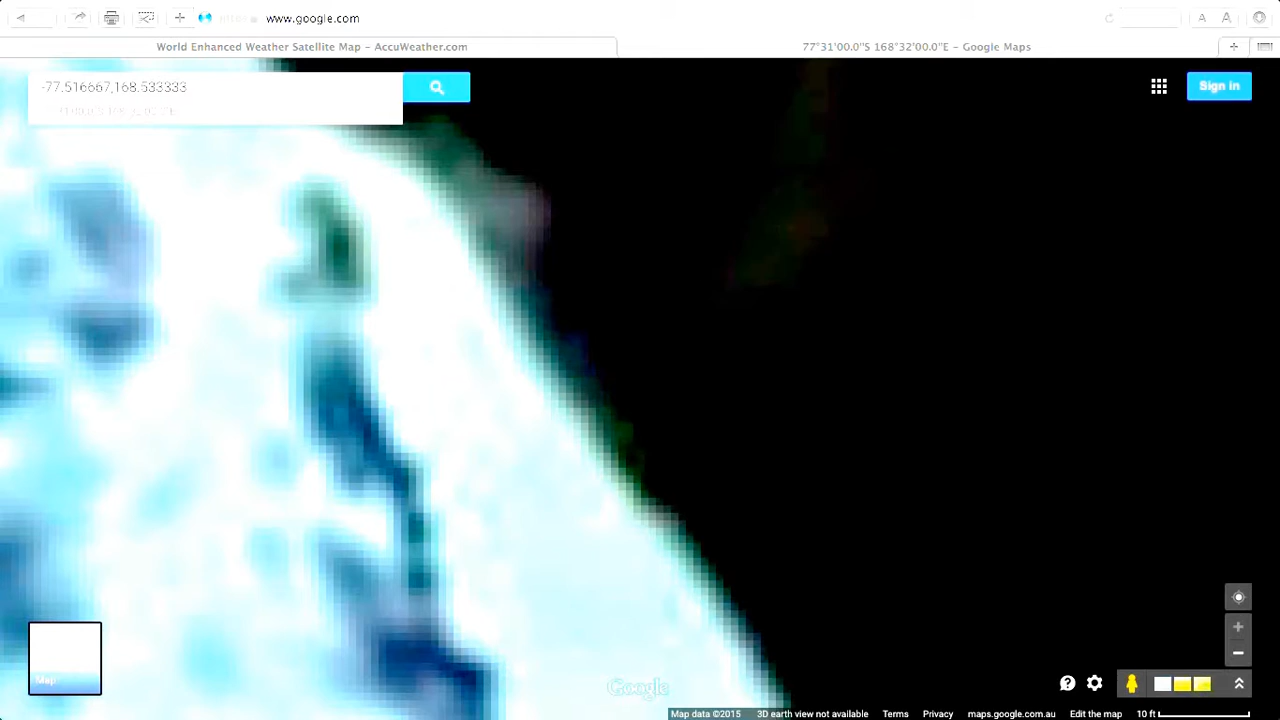 www.google.com
A A
World Enhanced Weather Satellite Map – AccuWeather.com
77°31'00.0"S 168°32'00.0"E – Google Maps
-77.516667,168.533333
Sign in
Map
Google
Map data ©2015 3D earth view not available Terms Privacy maps.google.com.au Edit the map 10 ft